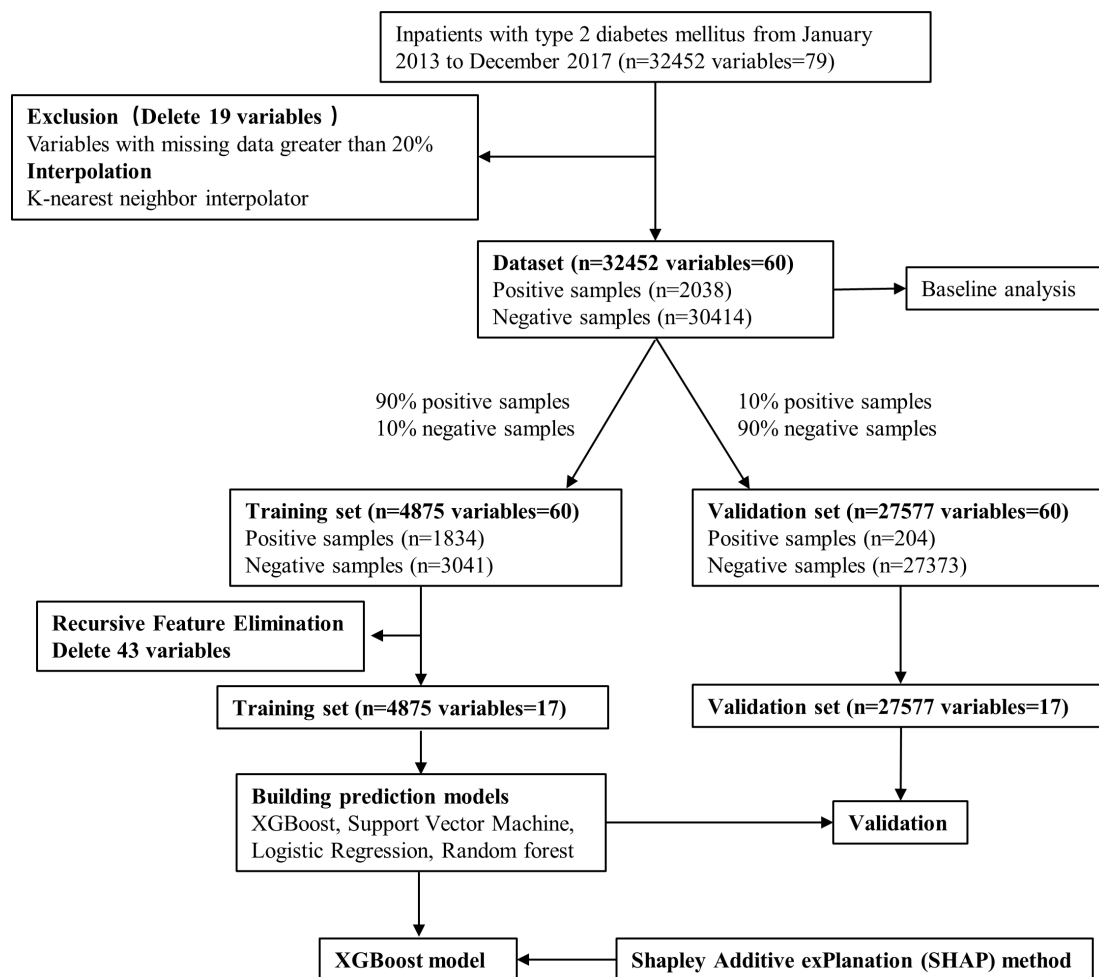 Inpatients with type 2 diabetes mellitus from January
2013 to December 2017 (n=32452 variables=79)
Exclusion（Delete 19 variables ）
Variables with missing data greater than 20%
Interpolation
K-nearest neighbor interpolator
Dataset (n=32452 variables=60)
Positive samples (n=2038)
Negative samples (n=30414)
Baseline analysis
90% positive samples
10% negative samples
10% positive samples
90% negative samples
Training set (n=4875 variables=60)
Positive samples (n=1834)
Negative samples (n=3041)
Validation set (n=27577 variables=60)
Positive samples (n=204)
Negative samples (n=27373)
Recursive Feature Elimination
Delete 43 variables
Training set (n=4875 variables=17)
Validation set (n=27577 variables=17)
Building prediction models
XGBoost, Support Vector Machine,
Logistic Regression, Random forest
Validation
XGBoost model
Shapley Additive exPlanation (SHAP) method